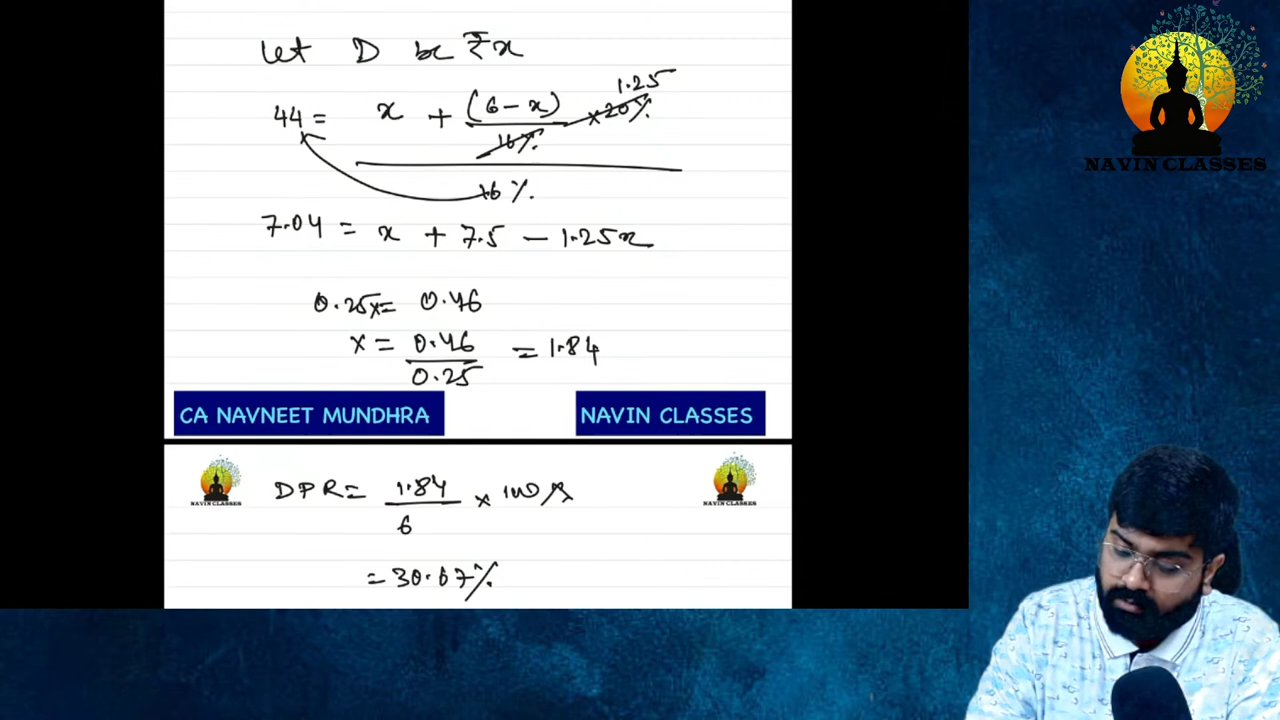 Let D be ₹x
44 = x + (6 - x) / 16% × 20% 1.25
16%
7.04 = x + 7.5 - 1.25x
0.25x = 0.46
x = 0.46 / 0.25 = 1.84
CA NAVNEET MUNDHRA
NAVIN CLASSES
NAVIN CLASSES
NAVIN CLASSES
DPR = 1.84 / 6 × 100
= 30.67%
NAVIN CLASSES